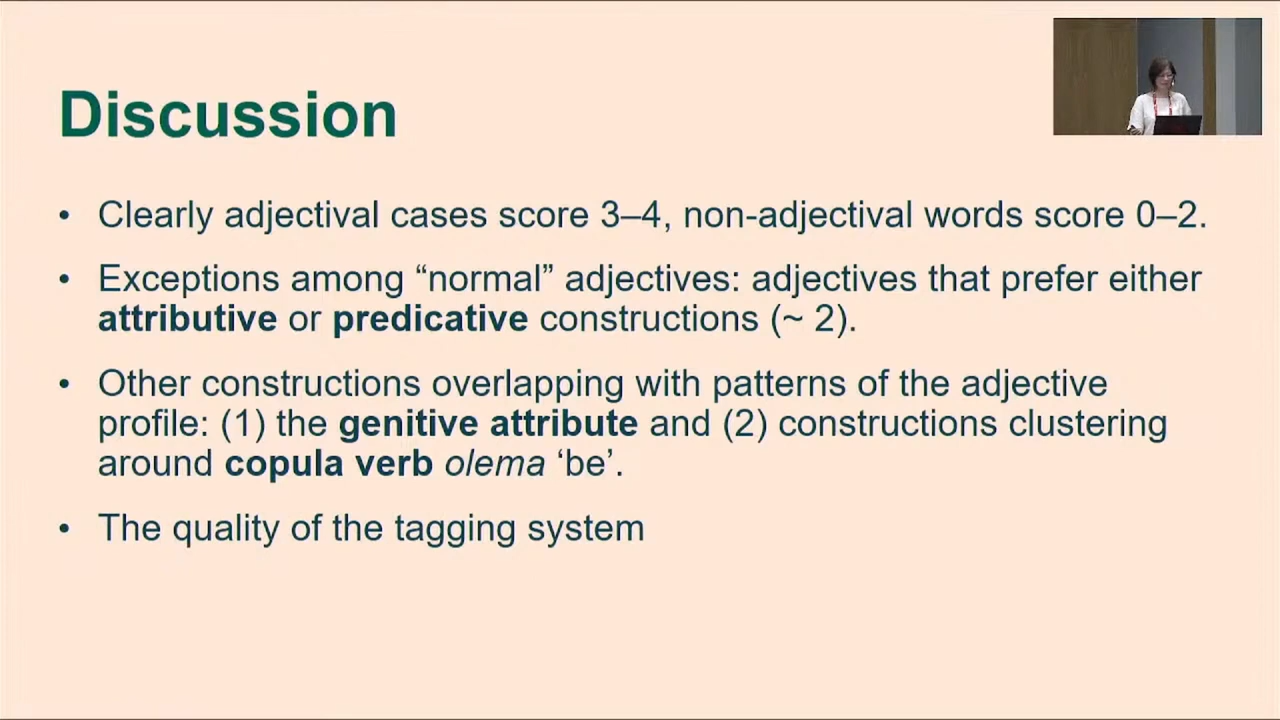 Discussion
• Clearly adjectival cases score 3–4, non-adjectival words score 0–2.
• Exceptions among “normal” adjectives: adjectives that prefer either
attributive or predicative constructions (~ 2).
• Other constructions overlapping with patterns of the adjective
profile: (1) the genitive attribute and (2) constructions clustering
around copula verb olema ‘be’.
• The quality of the tagging system